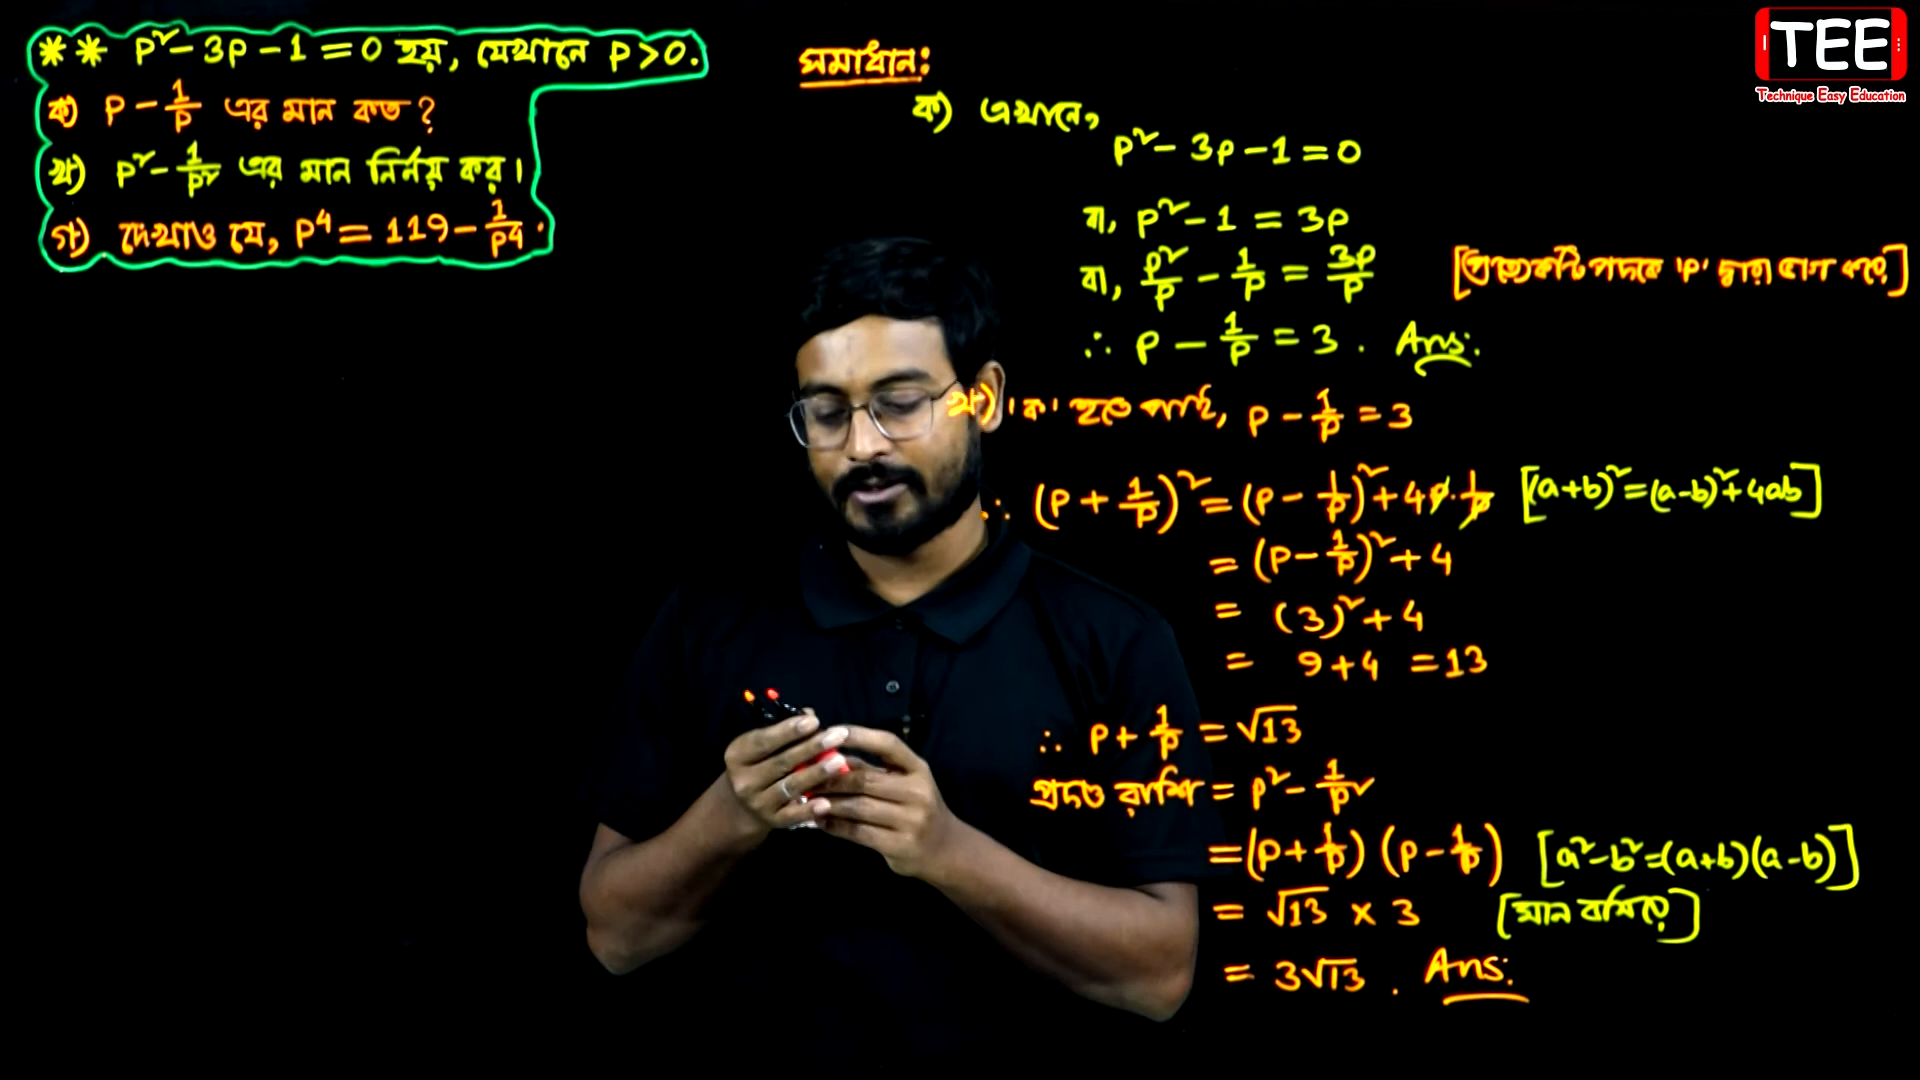 ** p² - 3p - 1 = 0 হয়, যেখানে p > 0.
ক) p - 1/p এর মান কত?
খ) p² - 1/p² এর মান নির্নয় কর।
গ) দেখাও যে, p⁴ = 119 - 1/p⁴.
সমাধান:
ক) এখানে,
p² - 3p - 1 = 0
বা, p² - 1 = 3p
বা, p²/p - 1/p = 3p/p [প্রত্যেকটি পদকে 'p' দ্বারা ভাগ করে]
∴ p - 1/p = 3. Ans:
খ) 'ক' হতে পাই, p - 1/p = 3
∴ (p + 1/p)² = (p - 1/p)² + 4p·1/p [(a+b)² = (a-b)² + 4ab]
= (p - 1/p)² + 4
= (3)² + 4
= 9 + 4 = 13
∴ p + 1/p = √13
প্রদত্ত রাশি = p² - 1/p²
= (p + 1/p) (p - 1/p) [a² - b² = (a+b)(a-b)]
= √13 × 3 [মান বসিয়ে]
= 3√13. Ans:
TEE
Technique Easy Education